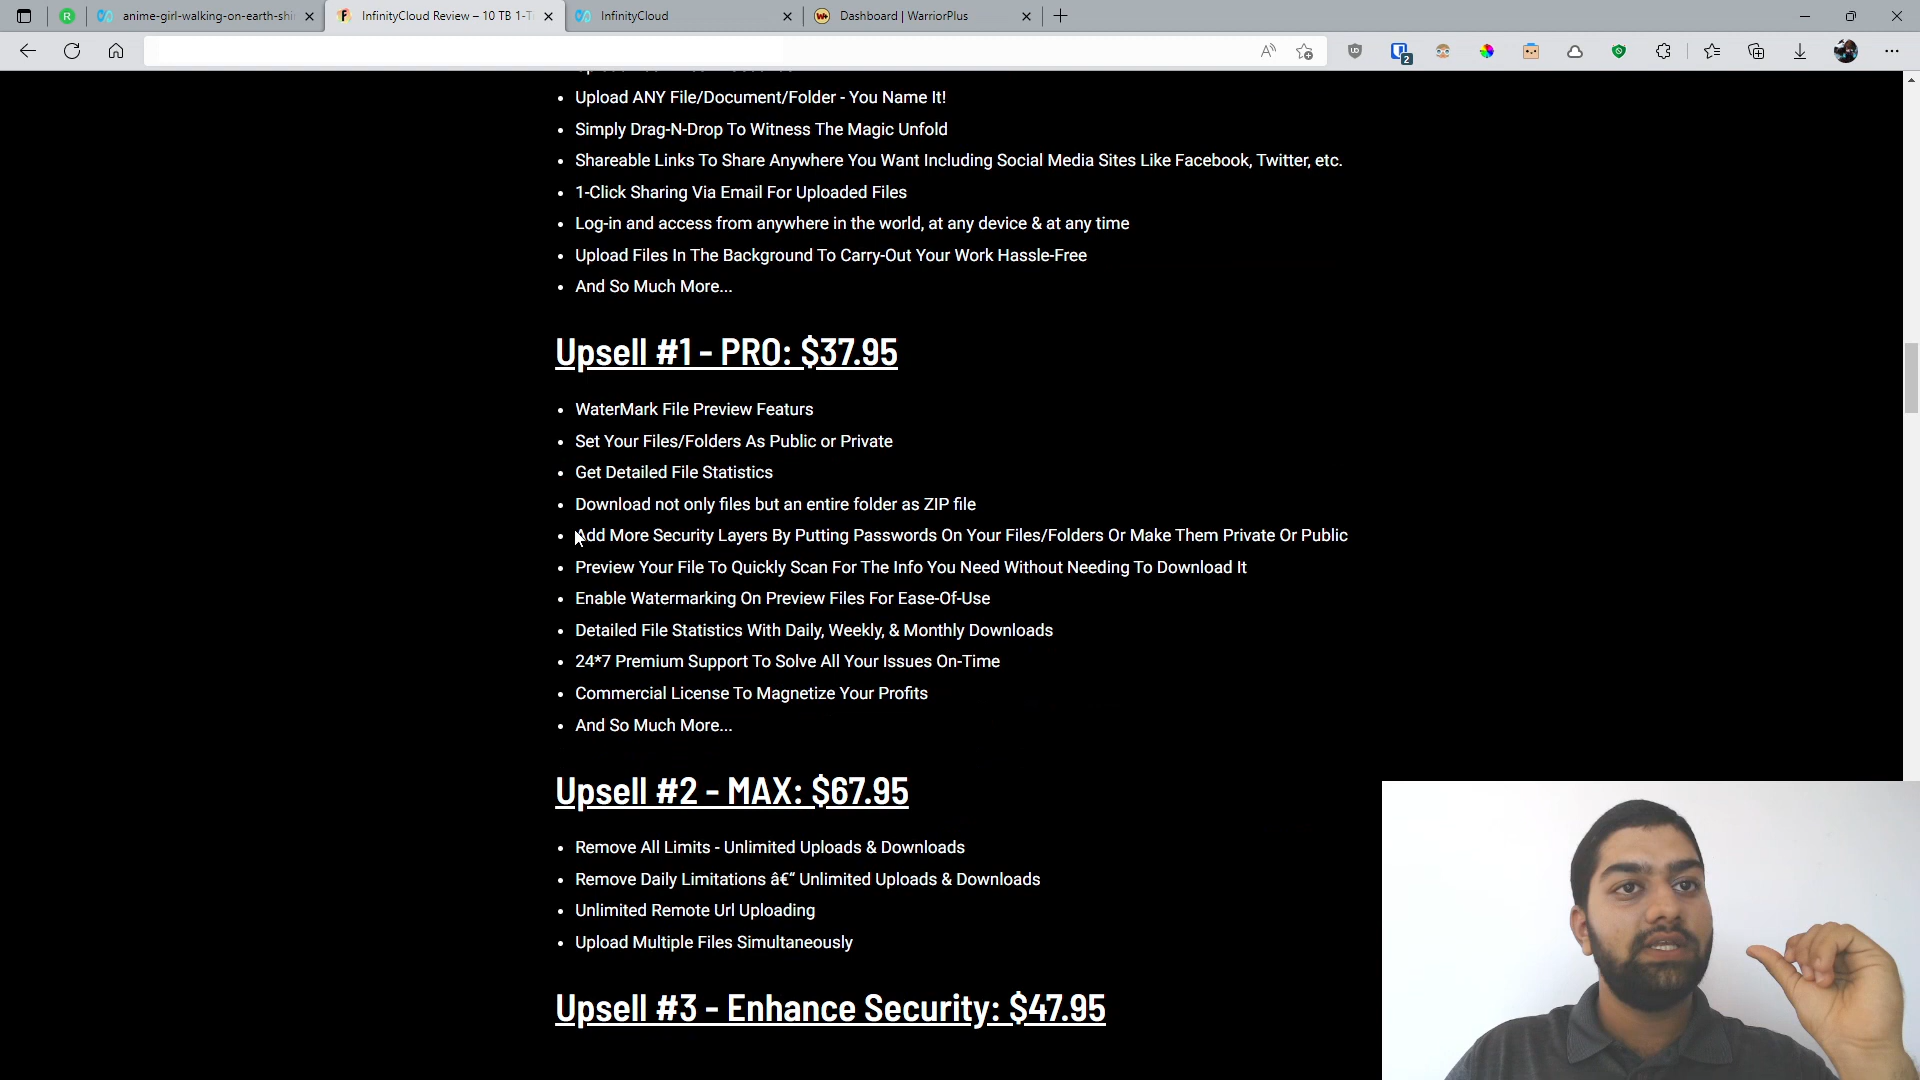 anime-girl-walking-on-earth-shi
InfinityCloud Review – 10 TB 1-T
InfinityCloud
Dashboard | WarriorPlus
Upload ANY File/Document/Folder - You Name It!
Simply Drag-N-Drop To Witness The Magic Unfold
Shareable Links To Share Anywhere You Want Including Social Media Sites Like Facebook, Twitter, etc.
1-Click Sharing Via Email For Uploaded Files
Log-in and access from anywhere in the world, at any device & at any time
Upload Files In The Background To Carry-Out Your Work Hassle-Free
And So Much More...
Upsell #1 - PRO: $37.95
WaterMark File Preview Featurs
Set Your Files/Folders As Public or Private
Get Detailed File Statistics
Download not only files but an entire folder as ZIP file
Add More Security Layers By Putting Passwords On Your Files/Folders Or Make Them Private Or Public
Preview Your File To Quickly Scan For The Info You Need Without Needing To Download It
Enable Watermarking On Preview Files For Ease-Of-Use
Detailed File Statistics With Daily, Weekly, & Monthly Downloads
24*7 Premium Support To Solve All Your Issues On-Time
Commercial License To Magnetize Your Profits
And So Much More...
Upsell #2 - MAX: $67.95
Remove All Limits - Unlimited Uploads & Downloads
Remove Daily Limitations â€“ Unlimited Uploads & Downloads
Unlimited Remote Url Uploading
Upload Multiple Files Simultaneously
Upsell #3 - Enhance Security: $47.95